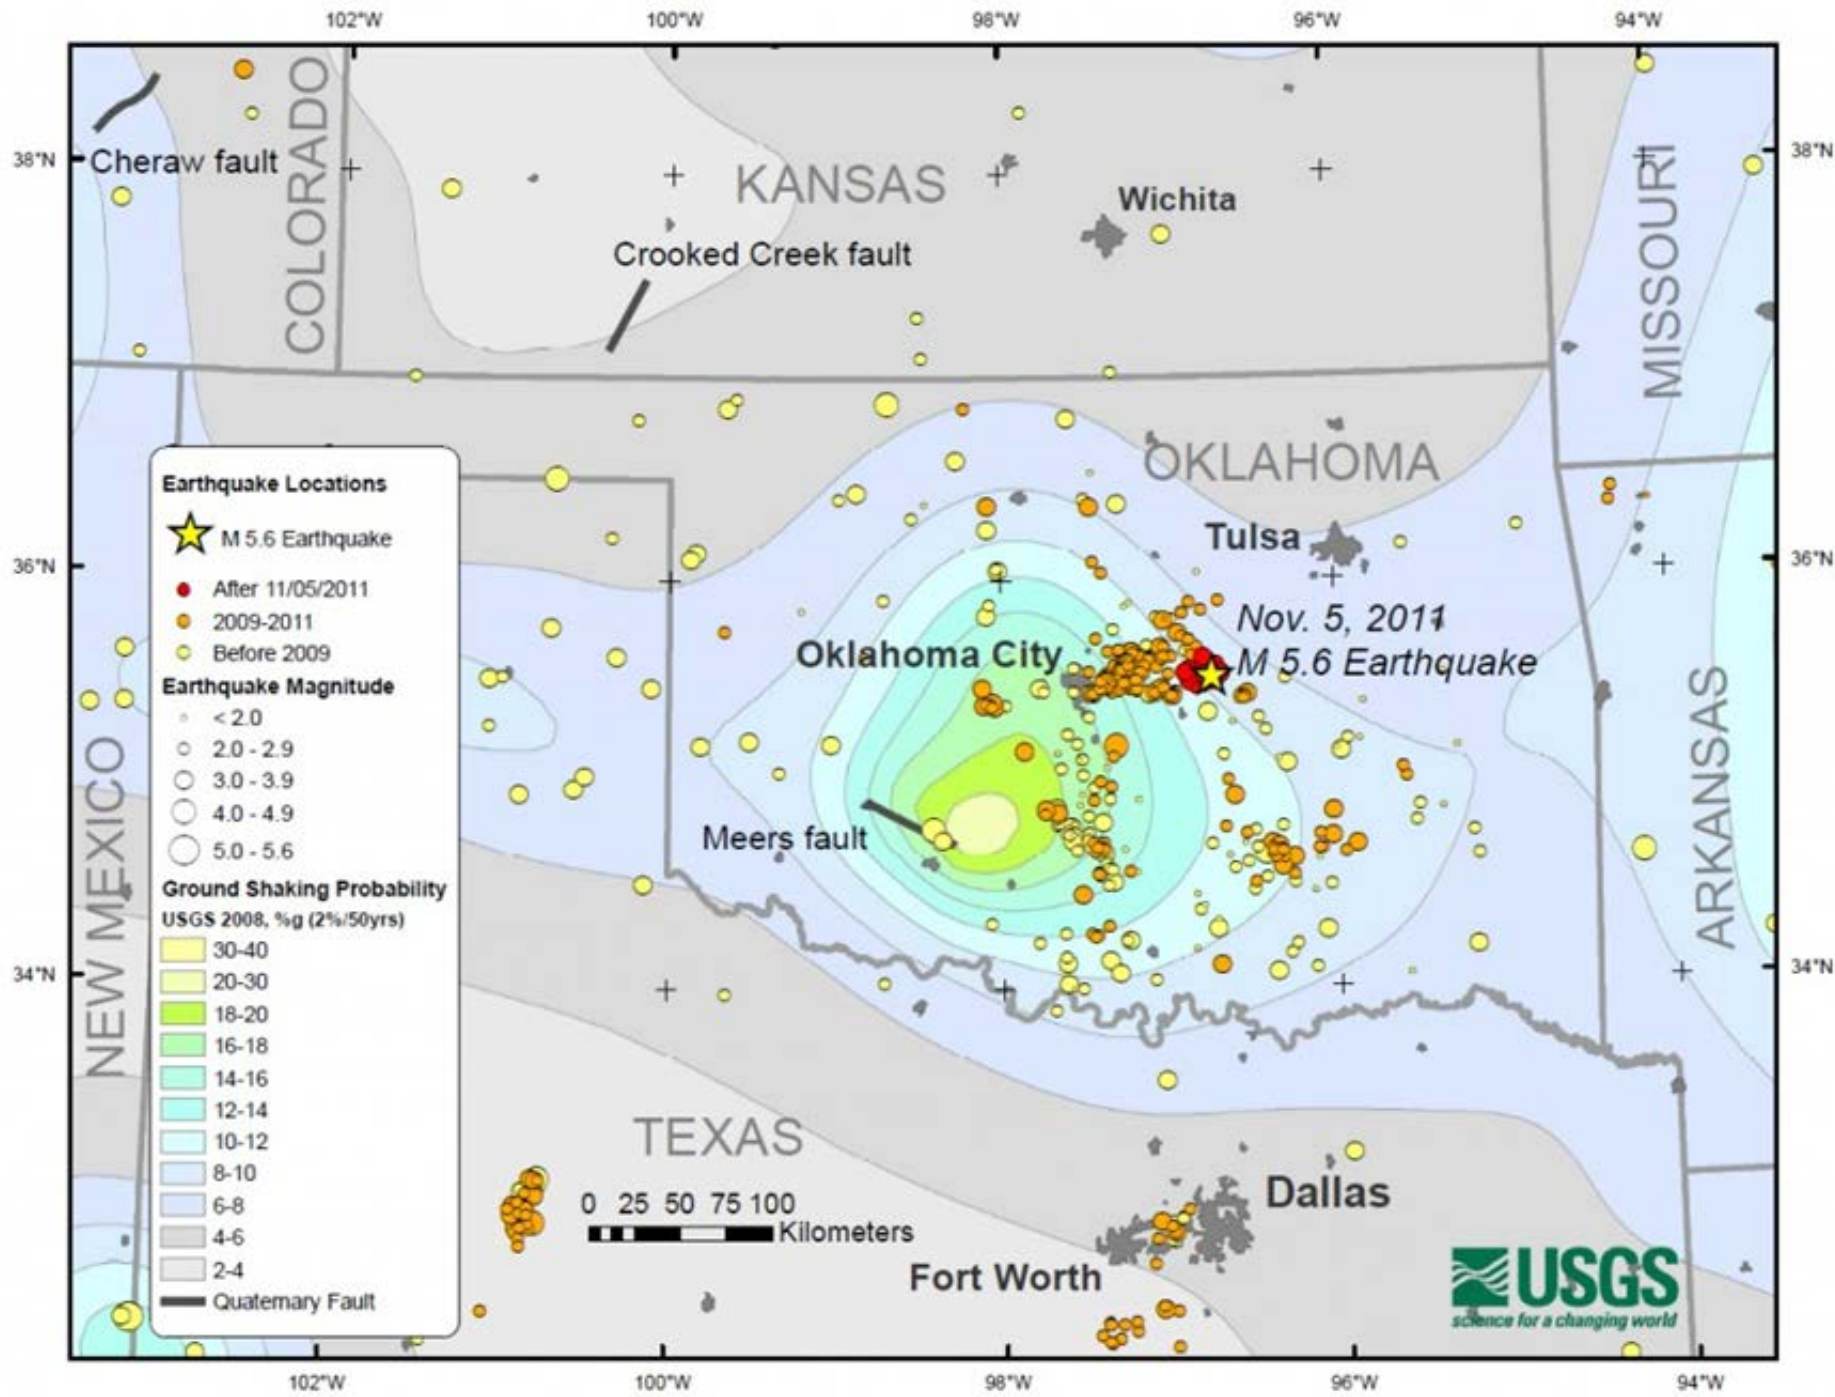 102°W 100°W 98°W 96°W 94°W
38°N
38°N
COLORADO
Cheraw fault
KANSAS
Wichita
MISSOURI
Crooked Creek fault
OKLAHOMA
Tulsa
36°N
36°N
Nov. 5, 2011
M 5.6 Earthquake
Oklahoma City
Meers fault
ARKANSAS
NEW MEXICO
34°N
34°N
Earthquake Locations
M 5.6 Earthquake
After 11/05/2011
2009-2011
Before 2009
Earthquake Magnitude
< 2.0
2.0 - 2.9
3.0 - 3.9
4.0 - 4.9
5.0 - 5.6
Ground Shaking Probability
USGS 2008, %g (2%/50yrs)
30-40
20-30
18-20
16-18
14-16
12-14
10-12
8-10
6-8
4-6
2-4
Quaternary Fault
TEXAS
0 25 50 75 100
Kilometers
Dallas
Fort Worth
USGS
science for a changing world
102°W 100°W 98°W 96°W 94°W